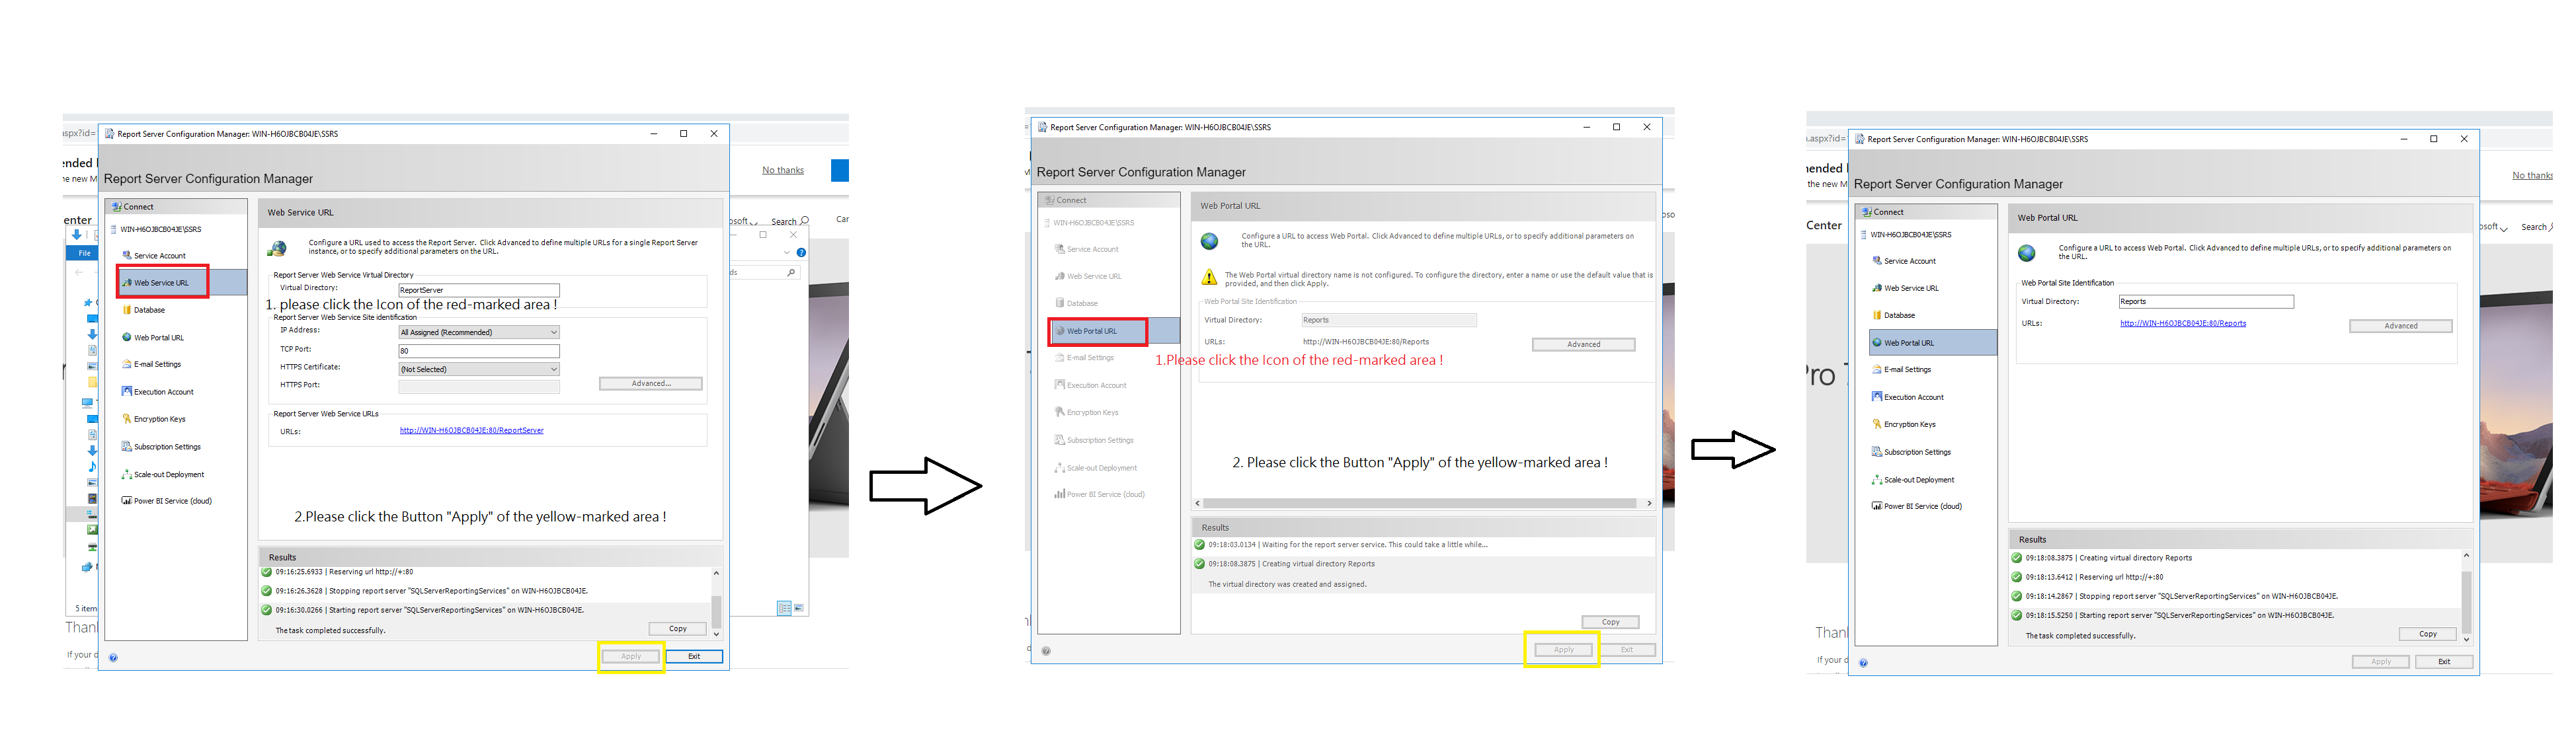 aspx?id=
Report Server Configuration Manager: WIN-H6OJBCB04JE\SSRS
ended
he new M
No thanks
Report Server Configuration Manager
enter
osoft
Search
Car
File
5 item
Than
If your d
Connect
WIN-H6OJBCB04JE\SSRS
Service Account
Web Service URL
Database
Web Portal URL
E-mail Settings
Execution Account
Encryption Keys
Subscription Settings
Scale-out Deployment
Power BI Service (cloud)
Web Service URL
Configure a URL used to access the Report Server. Click Advanced to define multiple URLs for a single Report Server
instance, or to specify additional parameters on the URL.
Report Server Web Service Virtual Directory
Virtual Directory: ReportServer
1. please click the Icon of the red-marked area !
Report Server Web Service Site identification
IP Address: All Assigned (Recommended)
TCP Port: 80
HTTPS Certificate: (Not Selected)
HTTPS Port:
Advanced...
Report Server Web Service URLs
URLs: http://WIN-H6OJBCB04JE:80/ReportServer
2.Please click the Button "Apply" of the yellow-marked area !
Results
09:16:25.6933 | Reserving url http://+:80
09:16:26.3628 | Stopping report server "SQLServerReportingServices" on WIN-H6OJBCB04JE.
09:16:30.0266 | Starting report server "SQLServerReportingServices" on WIN-H6OJBCB04JE.
The task completed successfully.
Copy
Apply
Exit
Report Server Configuration Manager: WIN-H6OJBCB04JE\SSRS
Report Server Configuration Manager
Connect
WIN-H6OJBCB04JE\SSRS
Service Account
Web Service URL
Database
Web Portal URL
E-mail Settings
Execution Account
Encryption Keys
Subscription Settings
Scale-out Deployment
Power BI Service (cloud)
Web Portal URL
Configure a URL to access Web Portal. Click Advanced to define multiple URLs, or to specify additional parameters on
the URL.
The Web Portal virtual directory name is not configured. To configure the directory, enter a name or use the default value that is
provided, and then click Apply.
Web Portal Site Identification
Virtual Directory: Reports
URLs: http://WIN-H6OJBCB04JE:80/Reports
Advanced
1.Please click the Icon of the red-marked area !
2. Please click the Button "Apply" of the yellow-marked area !
Results
09:18:03.0134 | Waiting for the report server service. This could take a little while...
09:18:08.3875 | Creating virtual directory Reports
The virtual directory was created and assigned.
Copy
Apply
Exit
.aspx?id=
Report Server Configuration Manager: WIN-H6OJBCB04JE\SSRS
nended
the new M
No thanks
Report Server Configuration Manager
Center
osoft
Search
Pro
Than
If your d
Connect
WIN-H6OJBCB04JE\SSRS
Service Account
Web Service URL
Database
Web Portal URL
E-mail Settings
Execution Account
Encryption Keys
Subscription Settings
Scale-out Deployment
Power BI Service (cloud)
Web Portal URL
Configure a URL to access Web Portal. Click Advanced to define multiple URLs, or to specify additional parameters on
the URL.
Web Portal Site Identification
Virtual Directory: Reports
URLs: http://WIN-H6OJBCB04JE:80/Reports
Advanced
Results
09:18:08.3875 | Creating virtual directory Reports
09:18:13.6412 | Reserving url http://+:80
09:18:14.2867 | Stopping report server "SQLServerReportingServices" on WIN-H6OJBCB04JE.
09:18:15.5250 | Starting report server "SQLServerReportingServices" on WIN-H6OJBCB04JE.
The task completed successfully.
Copy
Apply
Exit